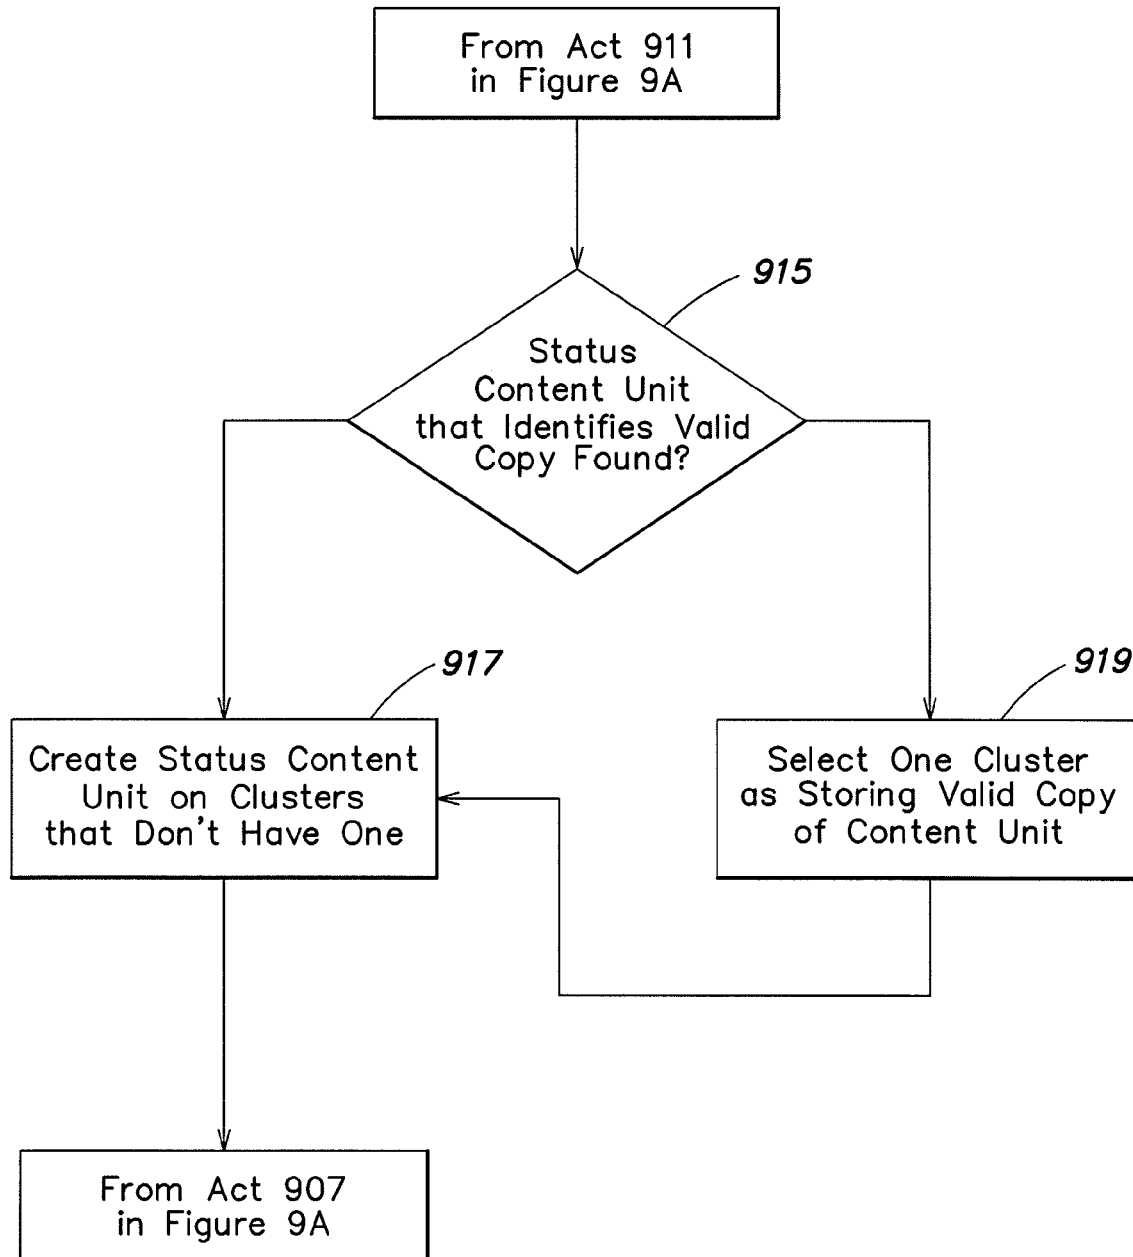 From Act 911
in Figure 9A
915
Status
Content Unit
that Identifies Valid
Copy Found?
917
Create Status Content
Unit on Clusters
that Don't Have One
919
Select One Cluster
as Storing Valid Copy
of Content Unit
From Act 907
in Figure 9A